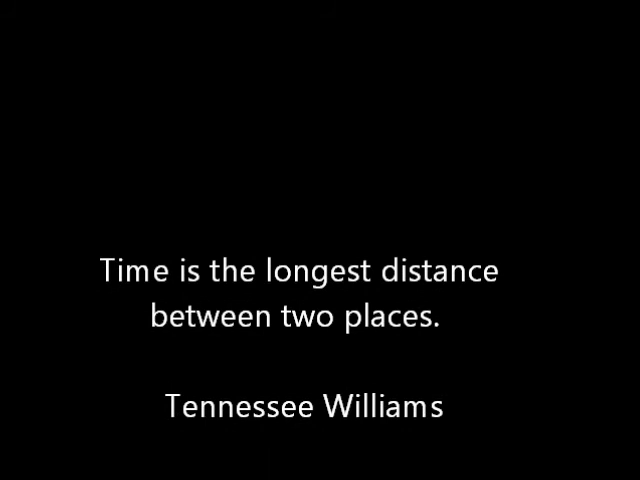 Time is the longest distance
between two places.
Tennessee Williams